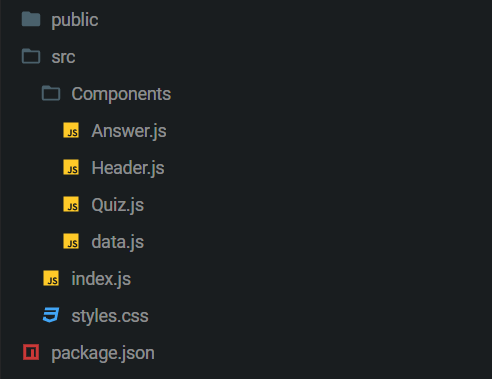 public
src
Components
JS Answer.js
JS Header.js
JS Quiz.js
JS data.js
JS index.js
styles.css
package.json